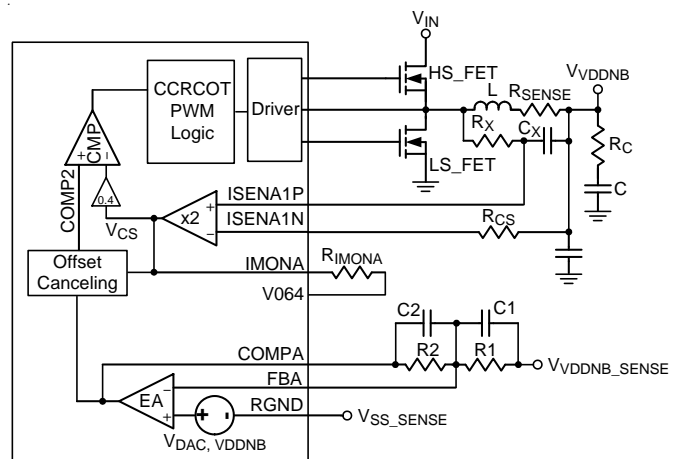 V_IN
HS_FET
CCRCOT
PWM
Logic
Driver
L
R_SENSE
V_VDDNB
R_X
C_X
R_C
LS_FET
C
CMP
+
−
COMP2
0.4
V_CS
x2
+
−
ISENA1P
ISENA1N
R_CS
Offset
Canceling
IMONA
R_IMONA
V064
C2
C1
COMPA
R2
R1
V_VDDNB_SENSE
FBA
EA
−
+
+
-
RGND
V_SS_SENSE
V_DAC, VDDNB